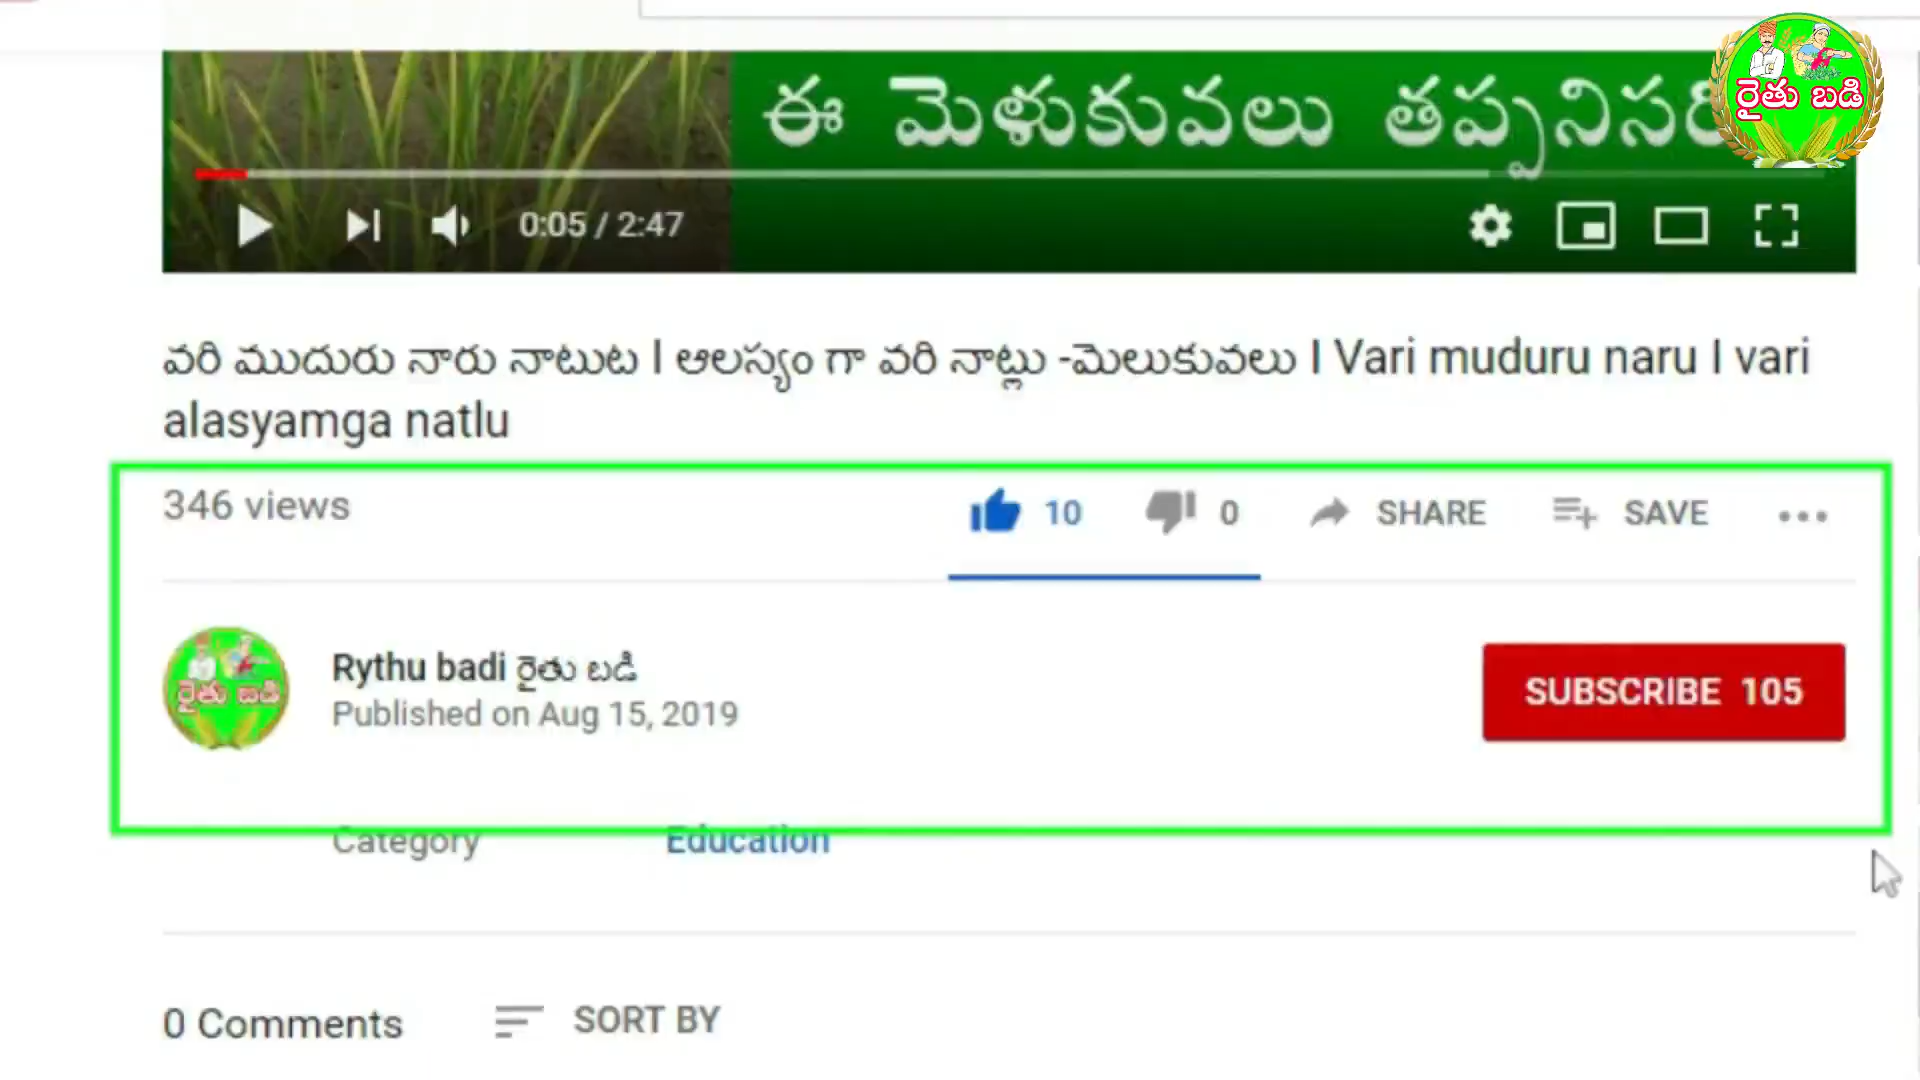 ఈ మెళుకువలు తప్పనిసరి
రైతు బడి
0:05 / 2:47
వరి ముదురు నారు నాటుట l ఆలస్యం గా వరి నాట్లు -మెలుకువలు l Vari muduru naru l vari
alasyamga natlu
346 views
10
0
SHARE
SAVE
Rythu badi రైతు బడి
Published on Aug 15, 2019
రైతు బడి
SUBSCRIBE 105
Category
Education
0 Comments
SORT BY